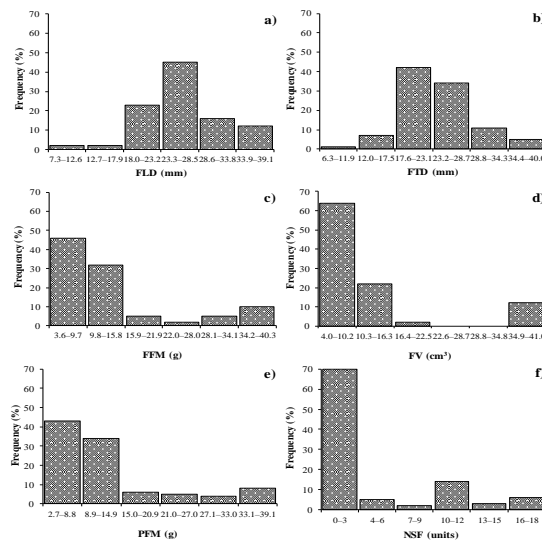 a)
Frequency (%)
70
60
50
40
30
20
10
0
7.3–12.6 12.7–17.9 18.0–23.2 23.3–28.5 28.6–33.8 33.9–39.1
FLD (mm)
b)
Frequency (%)
70
60
50
40
30
20
10
0
6.3–11.9 12.0–17.5 17.6–23.1 23.2–28.7 28.8–34.3 34.4–40.0
FTD (mm)
c)
Frequency (%)
70
60
50
40
30
20
10
0
3.6–9.7 9.8–15.8 15.9–21.9 22.0–28.0 28.1–34.1 34.2–40.3
FFM (g)
d)
Frequency (%)
70
60
50
40
30
20
10
0
4.0–10.2 10.3–16.3 16.4–22.5 22.6–28.7 28.8–34.8 34.9–41.0
FV (cm³)
e)
Frequency (%)
70
60
50
40
30
20
10
0
2.7–8.8 8.9–14.9 15.0–20.9 21.0–27.0 27.1–33.0 33.1–39.1
PFM (g)
f)
Frequency (%)
70
60
50
40
30
20
10
0
0–3 4–6 7–9 10–12 13–15 16–18
NSF (units)